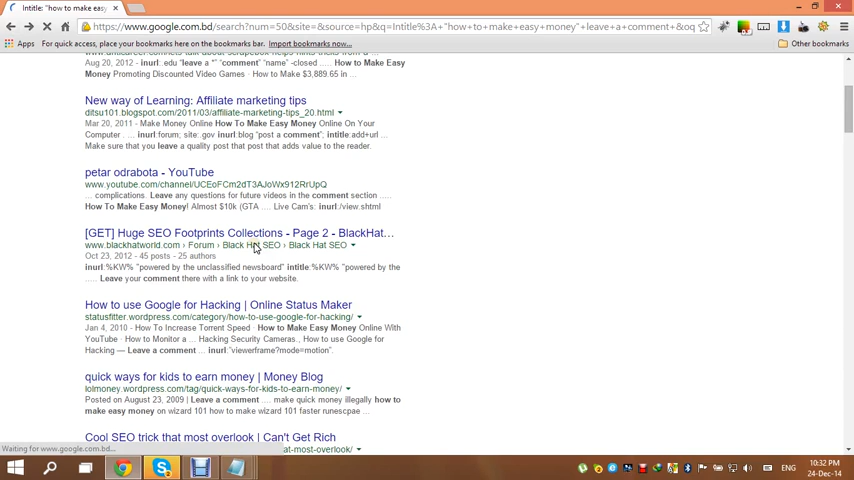 Intitle: "how to make easy
https://www.google.com.bd/search?num=50&site=&source=hp&q=Intitle%3A+"how+to+make+easy+money"+leave+a+comment+&oq
Apps For quick access, place your bookmarks here on the bookmarks bar. Import bookmarks now... Other bookmarks
Aug 20, 2012 - inurl:.edu "leave a *" "comment" "name" -closed ..... How to Make Easy
Money Promoting Discounted Video Games · How to Make $3,889.65 in ...
New way of Learning: Affiliate marketing tips
ditsu101.blogspot.com/2011/03/affiliate-marketing-tips_20.html
Mar 20, 2011 - Make Money Online How To Make Easy Money Online On Your
Computer . ... inurl:forum; site: gov inurl:blog "post a comment"; intitle:add+url ...
Make sure that you leave a quality post that post that adds value to the reader.
petar odrabota - YouTube
www.youtube.com/channel/UCEoFCm2dT3AJoWx912RrUpQ
... complications. Leave any questions for future videos in the comment section ....
How To Make Easy Money! Almost $10k (GTA .... Live Cam's: inurl:/view.shtml
[GET] Huge SEO Footprints Collections - Page 2 - BlackHat...
www.blackhatworld.com › Forum › Black Hat SEO › Black Hat SEO
Oct 23, 2012 - 45 posts - 25 authors
inurl:%KW% "powered by the unclassified newsboard" intitle:%KW% "powered by the
..... Leave your comment there with a link to your website.
How to use Google for Hacking | Online Status Maker
statusfitter.wordpress.com/category/how-to-use-google-for-hacking/
Jan 4, 2010 - How To Increase Torrent Speed · How to Make Easy Money Online With
YouTube · How to Monitor a ... Hacking Security Cameras., How to use Google for
Hacking — Leave a comment ... inurl:"viewerframe?mode=motion".
quick ways for kids to earn money | Money Blog
lolmoney.wordpress.com/tag/quick-ways-for-kids-to-earn-money/
Posted on August 23, 2009 | Leave a comment .... make quick money illegally how to
make easy money on wizard 101 how to make wizard 101 faster runescpae ...
Cool SEO trick that most overlook | Can't Get Rich
at-most-overlook/
Waiting for www.google.com.bd...
ENG
10:32 PM
24-Dec-14